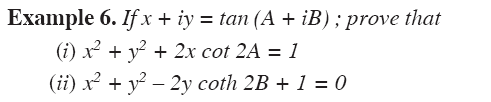 Example 6. If x + iy = tan (A + iB) ; prove that
(i) x² + y² + 2x cot 2A = 1
(ii) x² + y² – 2y coth 2B + 1 = 0